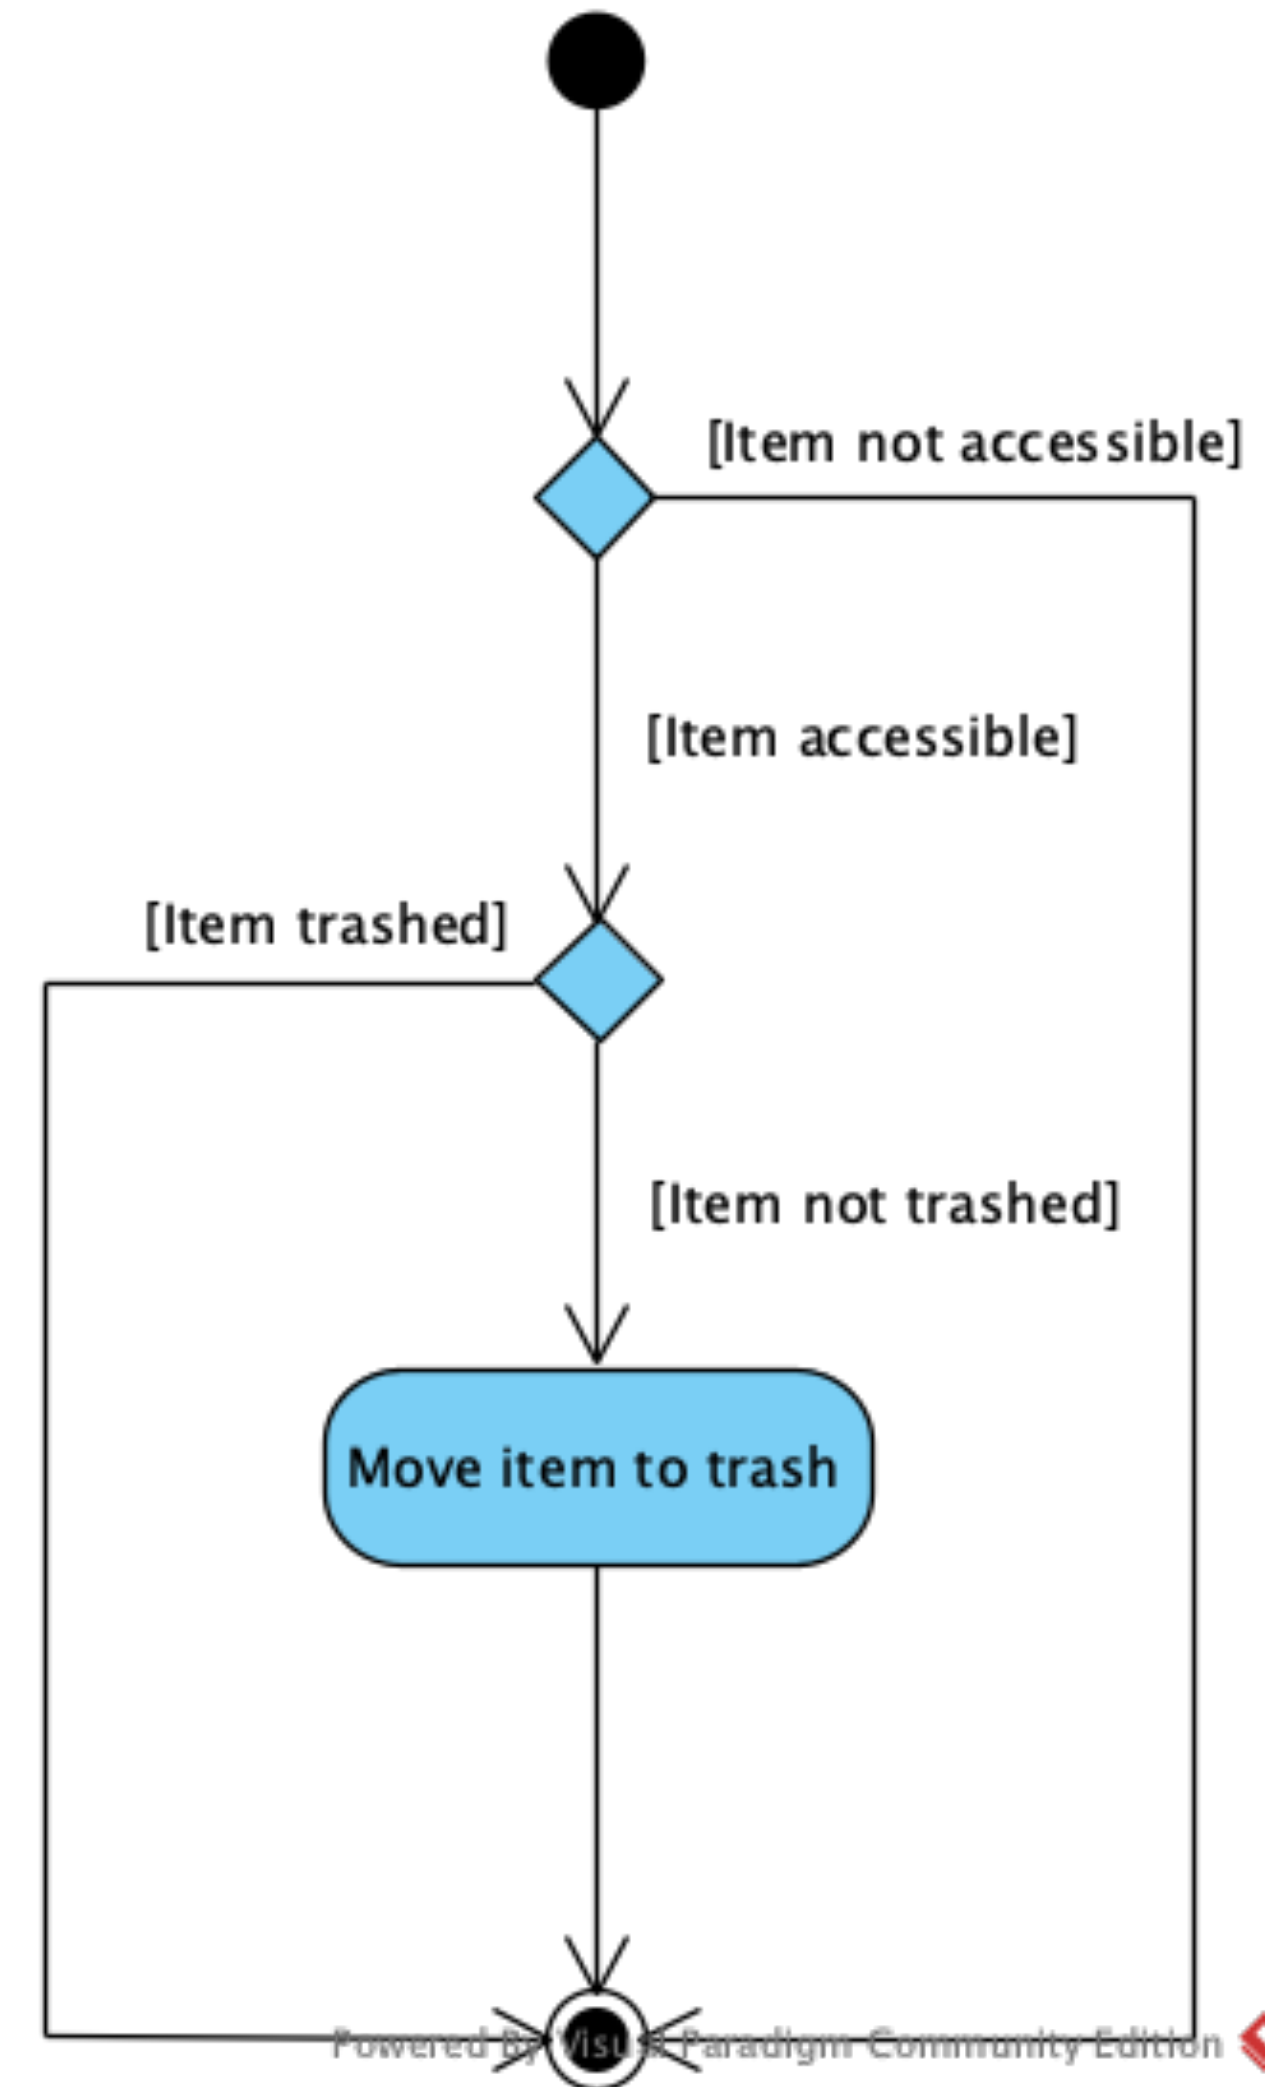 [Item not accessible]
[Item accessible]
[Item trashed]
[Item not trashed]
Move item to trash
Powered By Visual Paradigm Community Edition